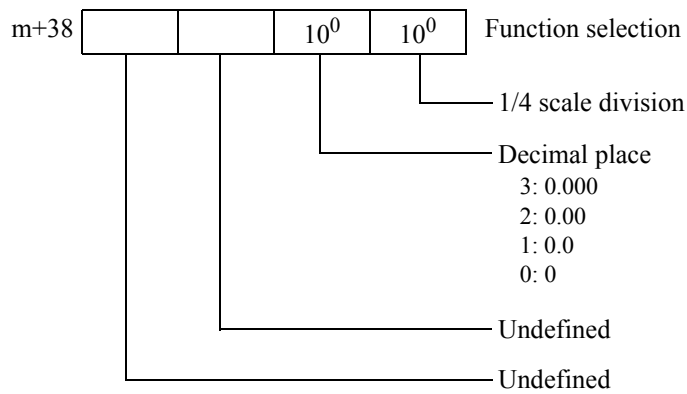 m+38 10⁰ 10⁰ Function selection
1/4 scale division
Decimal place
3: 0.000
2: 0.00
1: 0.0
0: 0
Undefined
Undefined